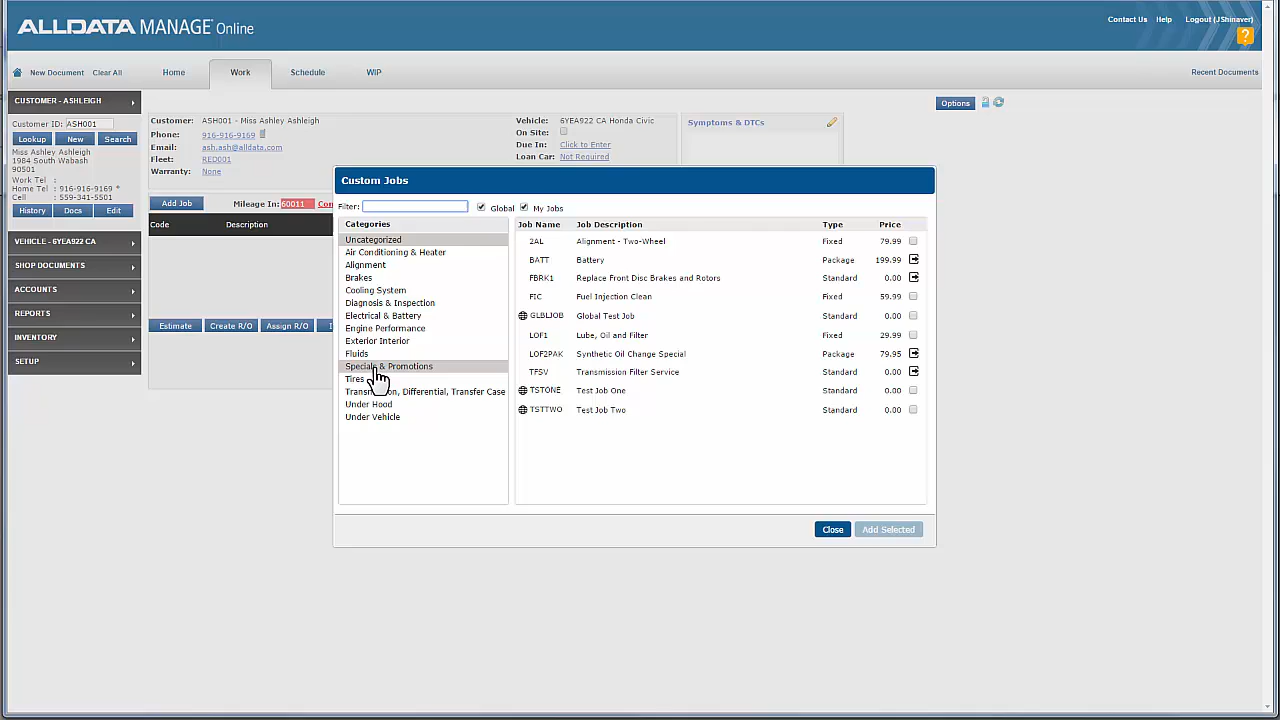 ALLDATA MANAGE Online
Contact Us Help Logout (JShinaver)
?
New Document Clear All Home Work Schedule WIP Recent Documents
CUSTOMER - ASHLEIGH
Customer ID: ASH001
Lookup New Search
Miss Ashley Ashleigh
1984 South Wabash
90501
Work Tel :
Home Tel : 916-916-9169 *
Cell : 559-341-5501
History Docs Edit
VEHICLE - 6YEA922 CA
SHOP DOCUMENTS
ACCOUNTS
REPORTS
INVENTORY
SETUP
Options
Customer: ASH001 - Miss Ashley Ashleigh
Phone: 916-916-9169
Email: ash.ash@alldata.com
Fleet: RED001
Warranty: None
Vehicle: 6YEA922 CA Honda Civic
On Site:
Due In: Click to Enter
Loan Car: Not Required
Symptoms & DTCs
Add Job Mileage In: 60011
Code Description
Estimate Create R/O Assign R/O
Custom Jobs
Filter: Global My Jobs
Categories
Uncategorized
Air Conditioning & Heater
Alignment
Brakes
Cooling System
Diagnosis & Inspection
Electrical & Battery
Engine Performance
Exterior Interior
Fluids
Specials & Promotions
Tires
Transmission, Differential, Transfer Case
Under Hood
Under Vehicle
Job Name Job Description Type Price
2AL Alignment - Two-Wheel Fixed 79.99
BATT Battery Package 199.99
FBRK1 Replace Front Disc Brakes and Rotors Standard 0.00
FIC Fuel Injection Clean Fixed 59.99
GLBLJOB Global Test Job Standard 0.00
LOF1 Lube, Oil and Filter Fixed 29.99
LOF2PAK Synthetic Oil Change Special Package 79.95
TFSV Transmission Filter Service Standard 0.00
TSTONE Test Job One Standard 0.00
TSTTWO Test Job Two Standard 0.00
Close Add Selected